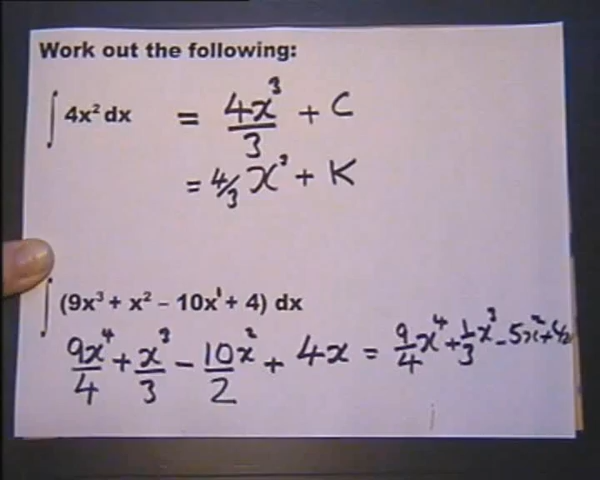 Work out the following:
∫ 4x² dx = 4x³/3 + C
= 4/3 x³ + K
∫ (9x³ + x² – 10x¹ + 4) dx
9x⁴/4 + x³/3 – 10x²/2 + 4x = 9/4 x⁴ + 1/3 x³ - 5x² + 4x